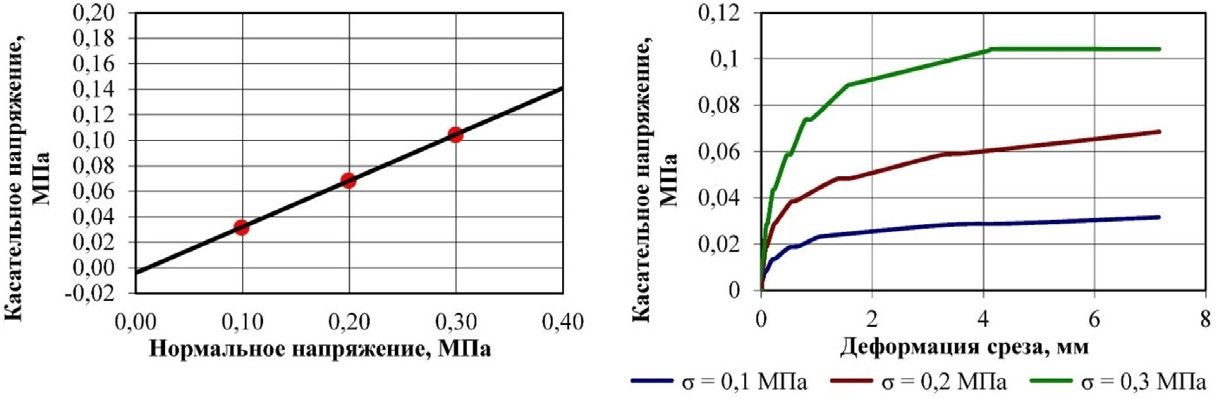 Касательное напряжение,
МПа
0,20
0,18
0,16
0,14
0,12
0,10
0,08
0,06
0,04
0,02
0,00
-0,02
0,00 0,10 0,20 0,30 0,40
Нормальное напряжение, МПа
Касательное напряжение,
МПа
0,12
0,1
0,08
0,06
0,04
0,02
0
0 2 4 6 8
Деформация среза, мм
σ = 0,1 МПа σ = 0,2 МПа σ = 0,3 МПа